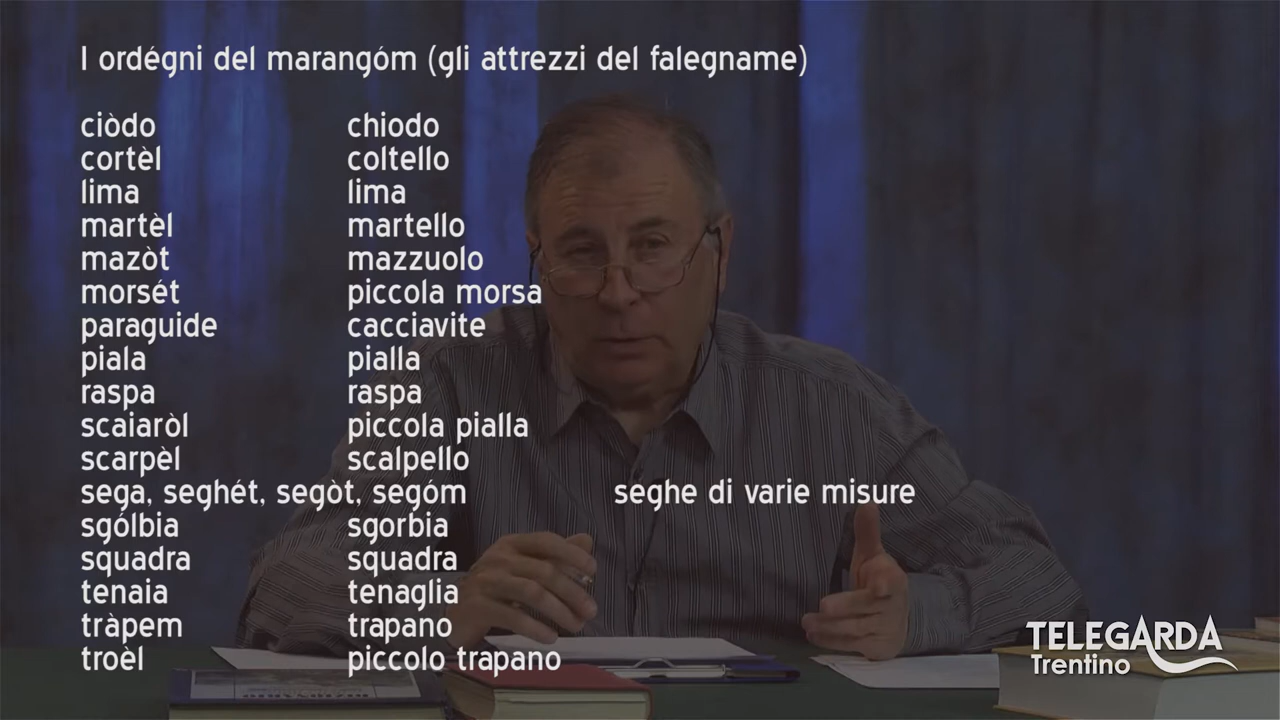 I ordégni del marangóm (gli attrezzi del falegname)
ciòdo chiodo
cortèl coltello
lima lima
martèl martello
mazòt mazzuolo
morsét piccola morsa
paraguide cacciavite
piala pialla
raspa raspa
scaiaròl piccola pialla
scarpèl scalpello
sega, seghét, segòt, segóm seghe di varie misure
sgólbia sgorbia
squadra squadra
tenaia tenaglia
tràpem trapano
troèl piccolo trapano
TELEGARDA
Trentino